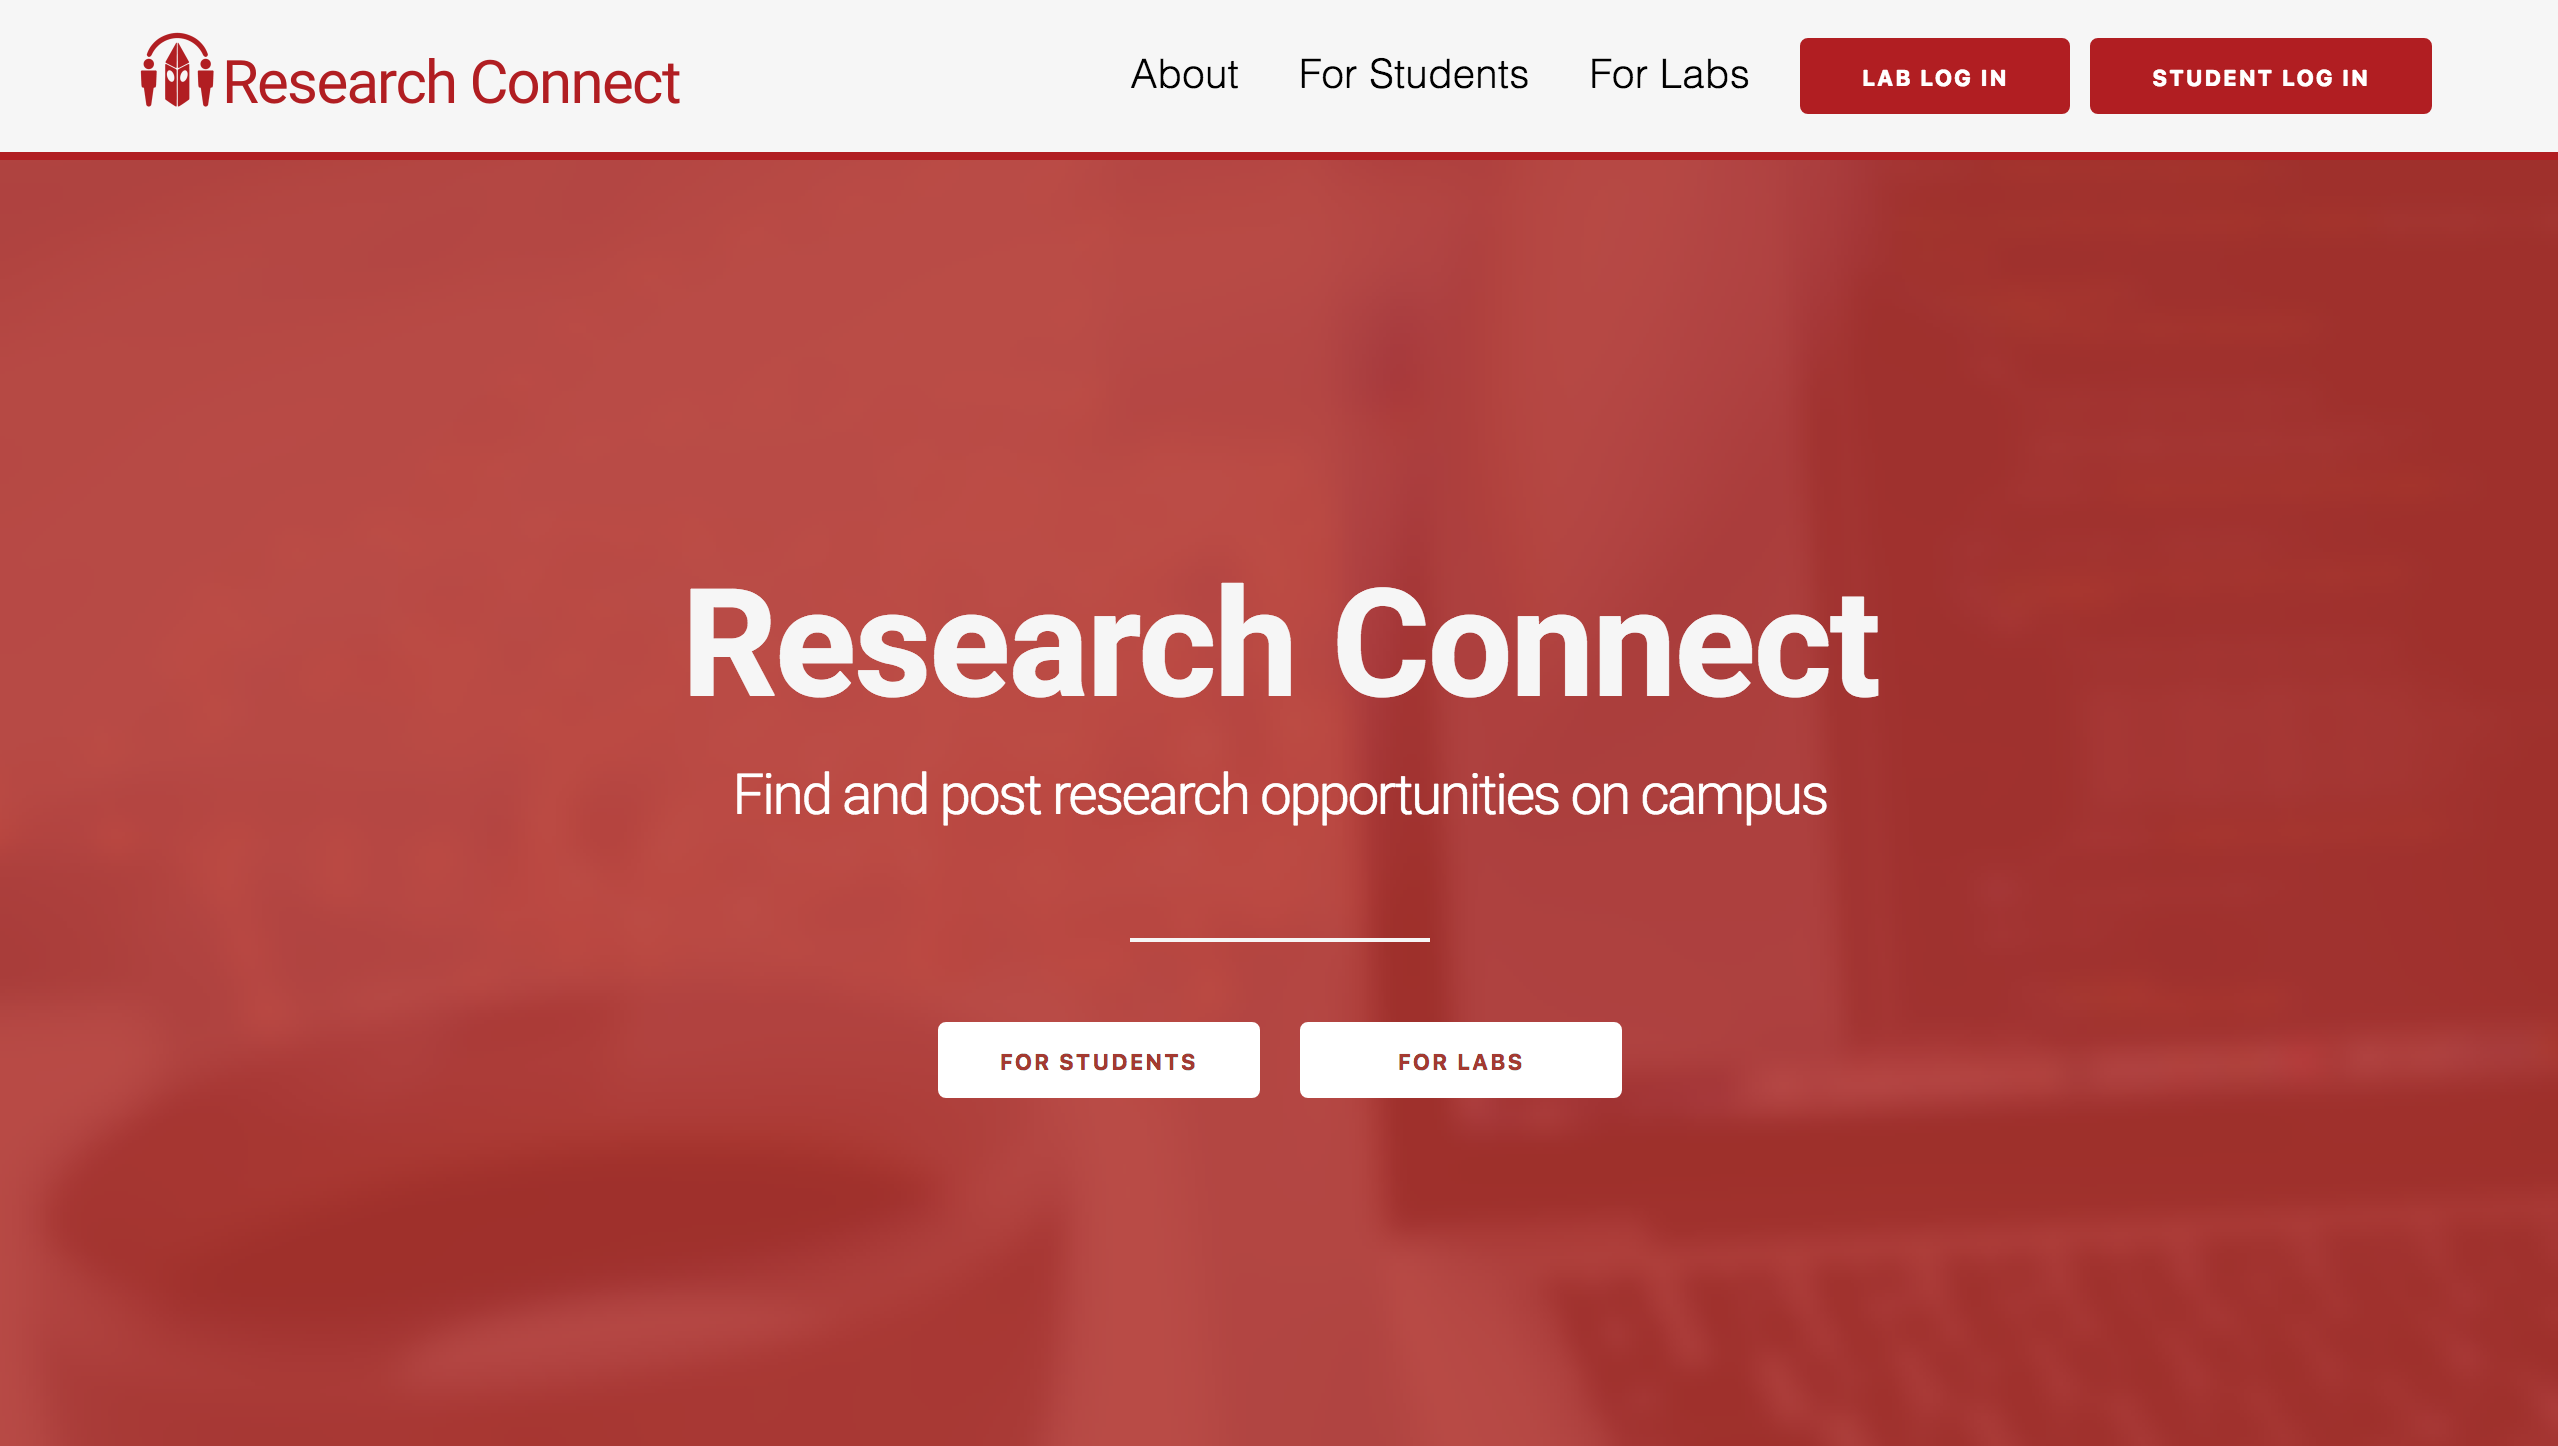 Research Connect
About For Students For Labs LAB LOG IN STUDENT LOG IN
Research Connect
Find and post research opportunities on campus
FOR STUDENTS FOR LABS